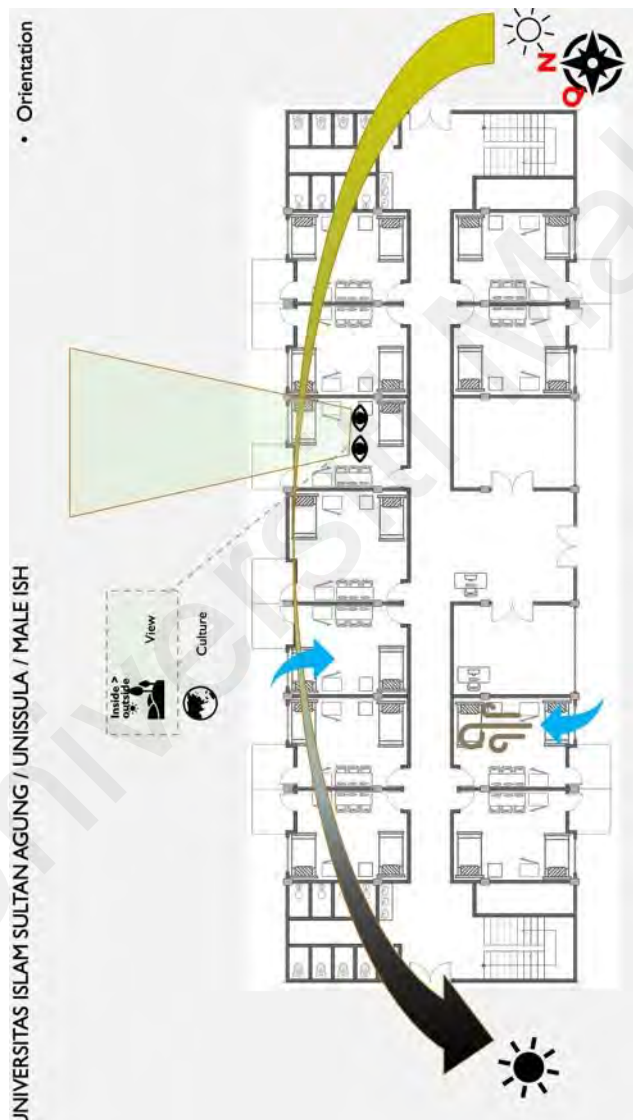 UNIVERSITAS ISLAM SULTAN AGUNG / UNISSULA / MALE ISH
• Orientation
Inside >
outside
View
Culture
N
Q